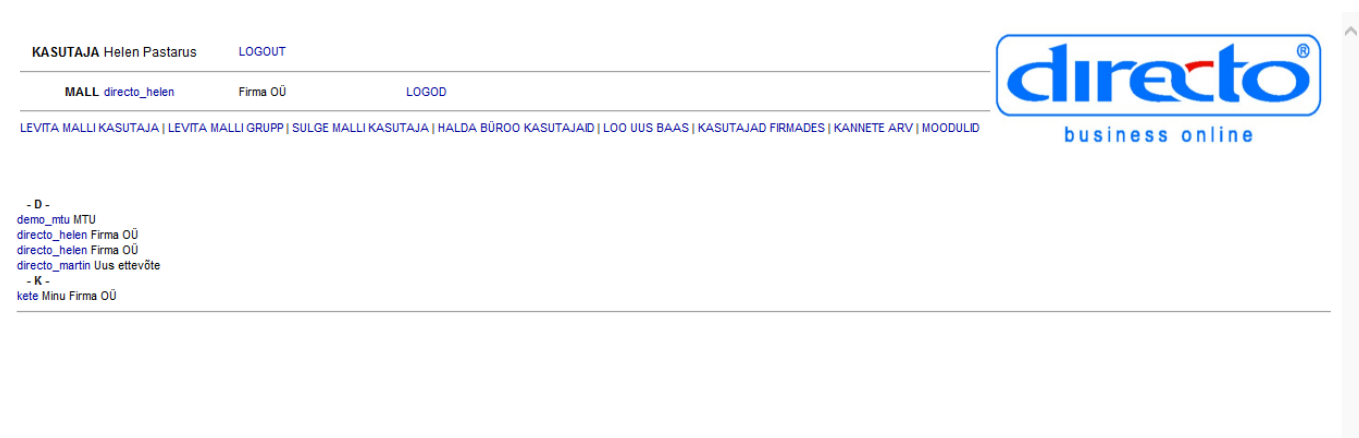 KASUTAJA Helen Pastarus LOGOUT
MALL directo_helen Firma OÜ LOGOD
LEVITA MALLI KASUTAJA | LEVITA MALLI GRUPP | SULGE MALLI KASUTAJA | HALDA BÜROO KASUTAJAID | LOO UUS BAAS | KASUTAJAD FIRMADES | KANNETE ARV | MOODULID
directo®
business online
- D -
demo_mtu MTU
directo_helen Firma OÜ
directo_helen Firma OÜ
directo_martin Uus ettevõte
- K -
kete Minu Firma OÜ